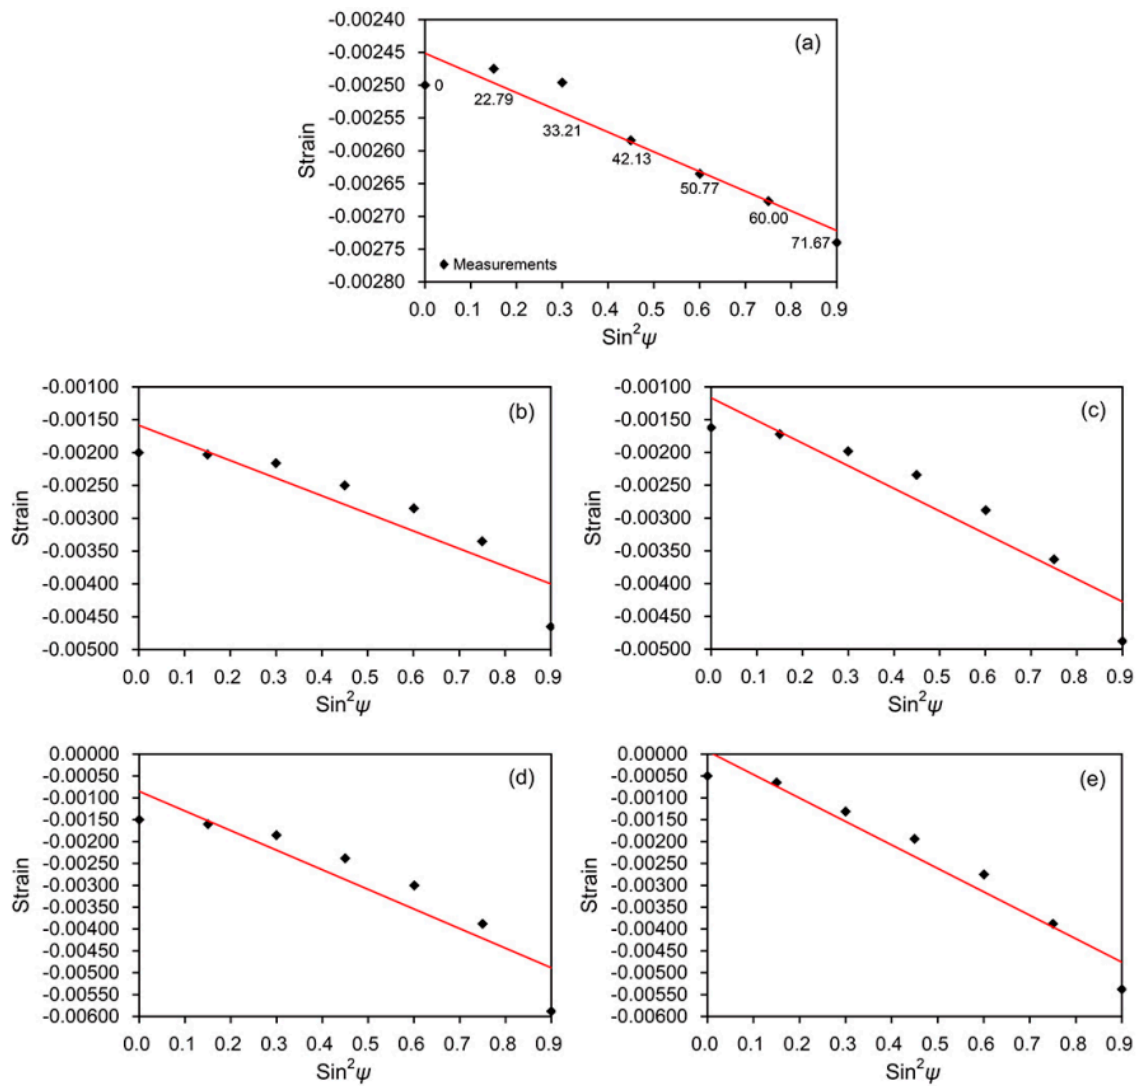 -0.00240
(a)
-0.00245
-0.00250
0
22.79
-0.00255
33.21
Strain
-0.00260
42.13
-0.00265
50.77
60.00
-0.00270
71.67
-0.00275
Measurements
-0.00280
0.0 0.1 0.2 0.3 0.4 0.5 0.6 0.7 0.8 0.9
Sin²ψ
-0.00100
(b)
-0.00150
-0.00200
-0.00250
Strain
-0.00300
-0.00350
-0.00400
-0.00450
-0.00500
0.0 0.1 0.2 0.3 0.4 0.5 0.6 0.7 0.8 0.9
Sin²ψ
-0.00100
(c)
-0.00150
-0.00200
-0.00250
Strain
-0.00300
-0.00350
-0.00400
-0.00450
-0.00500
0.0 0.1 0.2 0.3 0.4 0.5 0.6 0.7 0.8 0.9
Sin²ψ
0.00000
(d)
-0.00050
-0.00100
-0.00150
-0.00200
-0.00250
Strain
-0.00300
-0.00350
-0.00400
-0.00450
-0.00500
-0.00550
-0.00600
0.0 0.1 0.2 0.3 0.4 0.5 0.6 0.7 0.8 0.9
Sin²ψ
0.00000
(e)
-0.00050
-0.00100
-0.00150
-0.00200
-0.00250
Strain
-0.00300
-0.00350
-0.00400
-0.00450
-0.00500
-0.00550
-0.00600
0.0 0.1 0.2 0.3 0.4 0.5 0.6 0.7 0.8 0.9
Sin²ψ